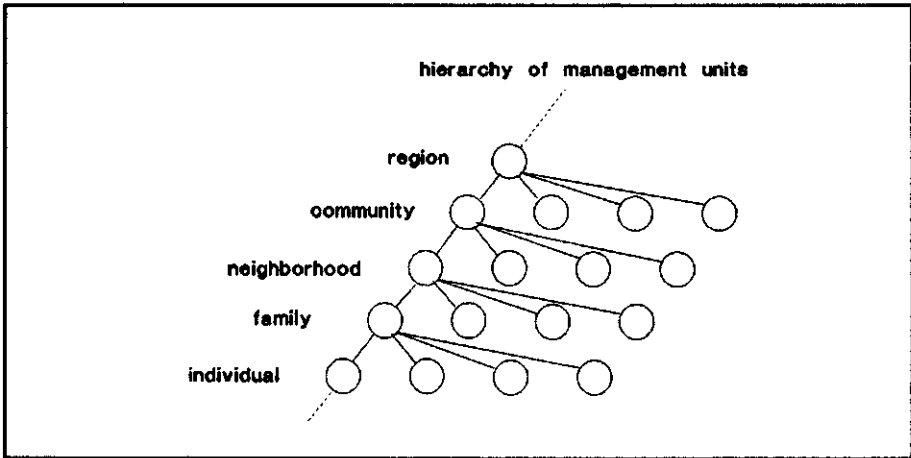 hierarchy of management units
region
community
neighborhood
family
individual